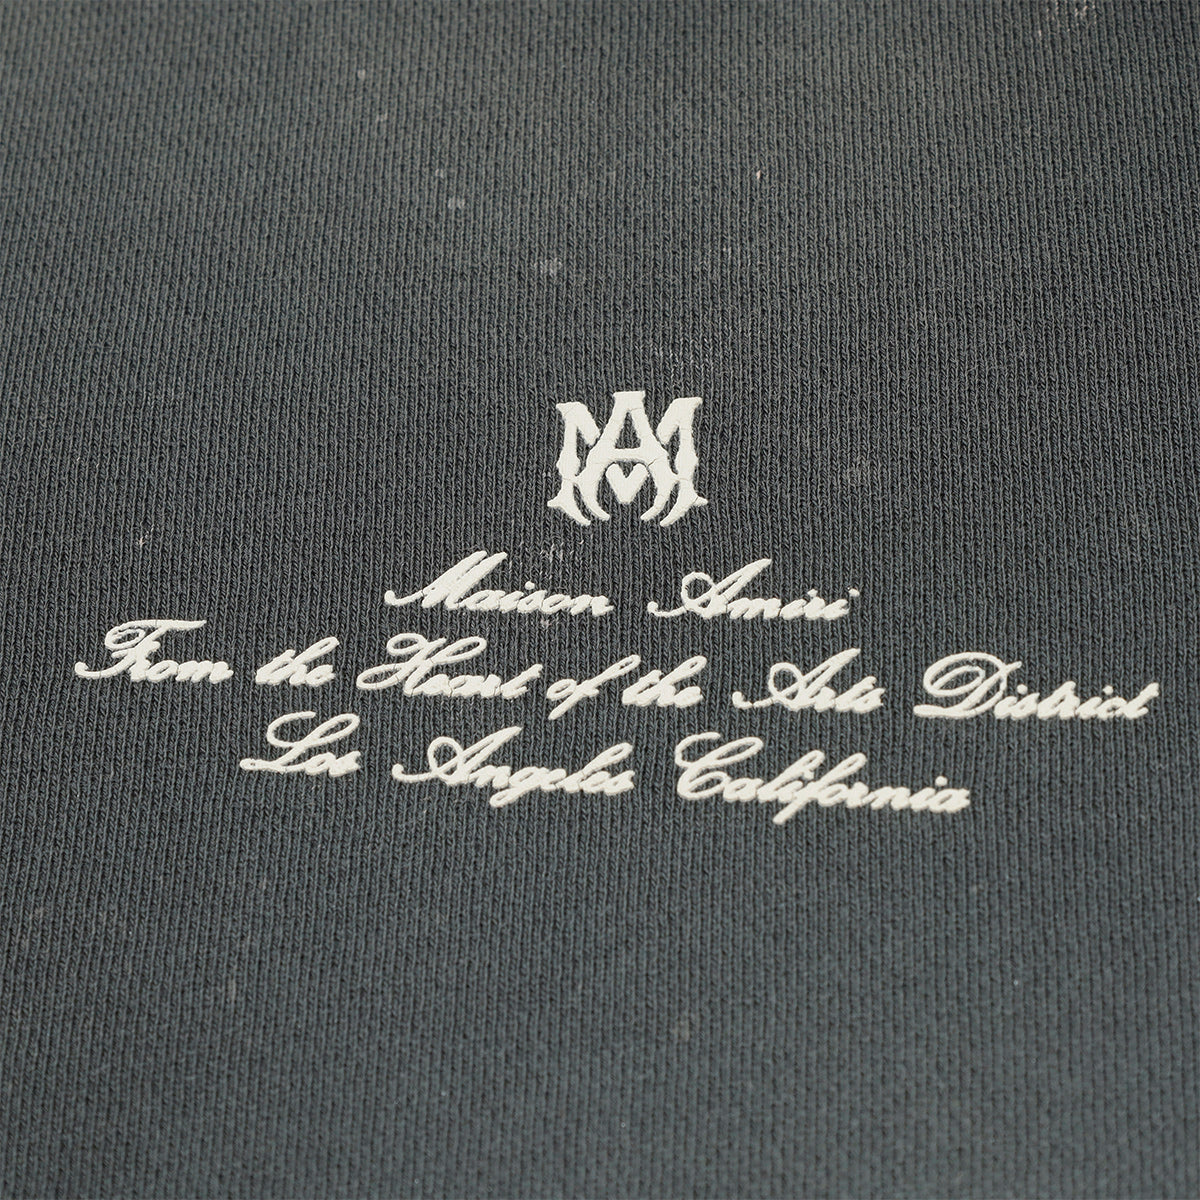 MA
Maison Amiri
From the Heart of the Arts District
Los Angeles California